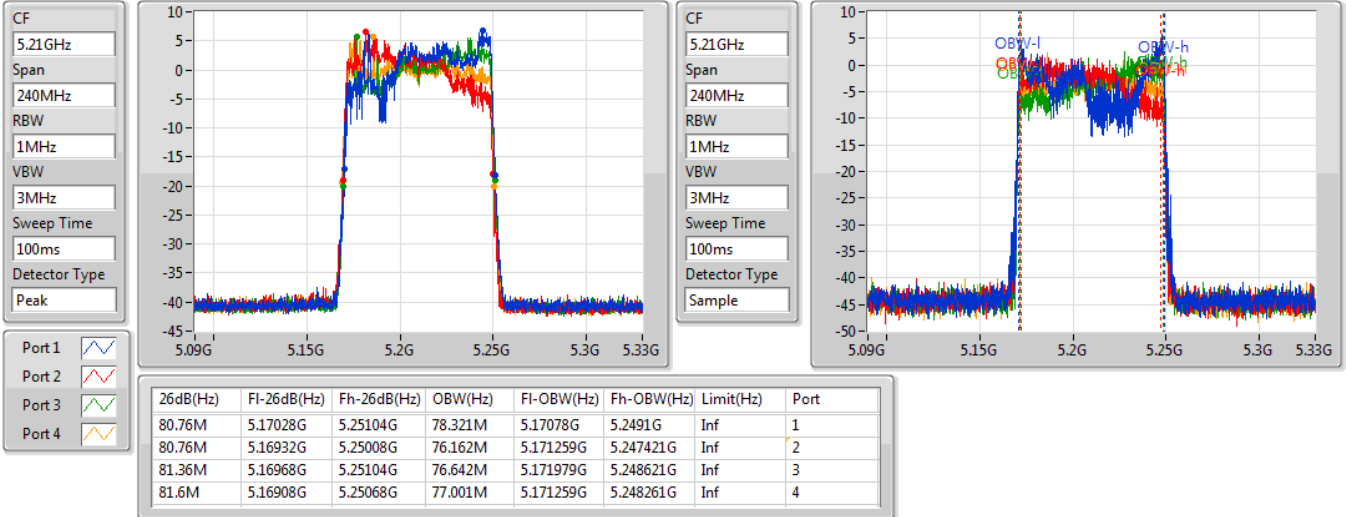 CF
5.21GHz
Span
240MHz
RBW
1MHz
VBW
3MHz
Sweep Time
100ms
Detector Type
Peak
10
5
0
-5
-10
-15
-20
-25
-30
-35
-40
-45
5.09G 5.15G 5.2G 5.25G 5.3G 5.33G
CF
5.21GHz
Span
240MHz
RBW
1MHz
VBW
3MHz
Sweep Time
100ms
Detector Type
Sample
10
5
0
-5
-10
-15
-20
-25
-30
-35
-40
-45
-50
OBW-l OBW-h
5.09G 5.15G 5.2G 5.25G 5.3G 5.33G
Port 1
Port 2
Port 3
Port 4
26dB(Hz) Fl-26dB(Hz) Fh-26dB(Hz) OBW(Hz) Fl-OBW(Hz) Fh-OBW(Hz) Limit(Hz) Port
80.76M 5.17028G 5.25104G 78.321M 5.17078G 5.2491G Inf 1
80.76M 5.16932G 5.25008G 76.162M 5.171259G 5.247421G Inf 2
81.36M 5.16968G 5.25104G 76.642M 5.171979G 5.248621G Inf 3
81.6M 5.16908G 5.25068G 77.001M 5.171259G 5.248261G Inf 4